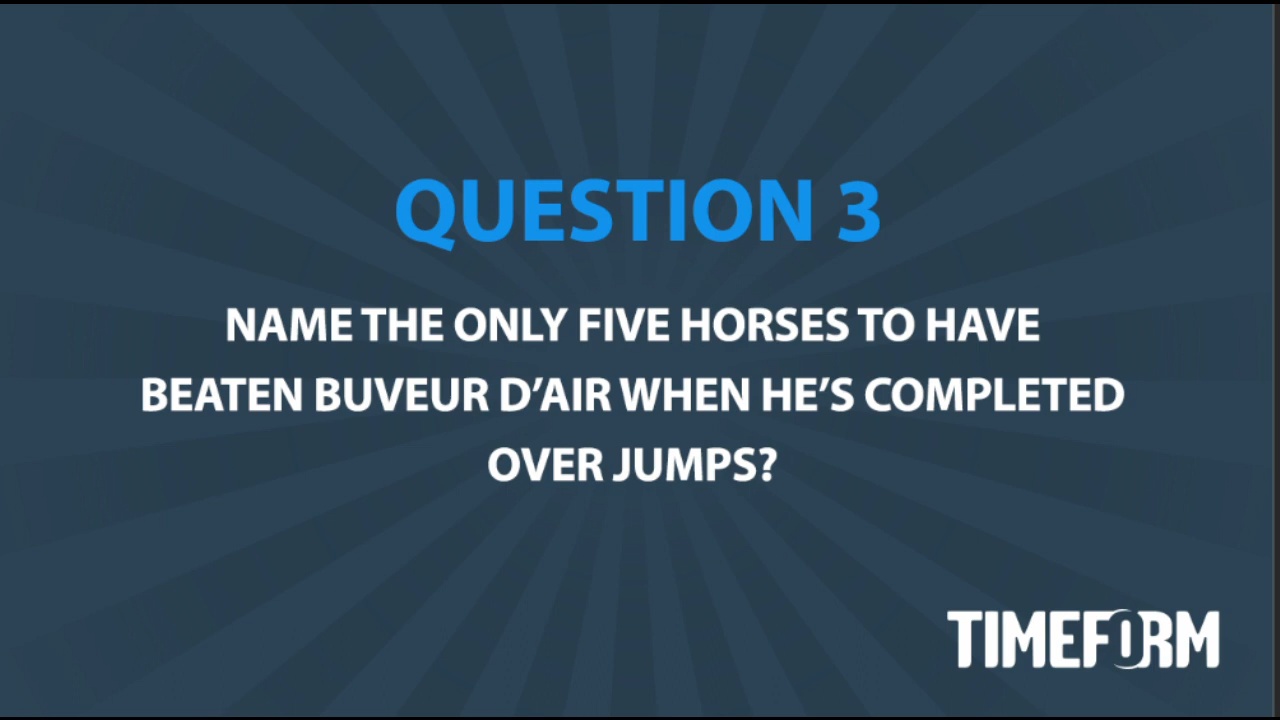 QUESTION 3
NAME THE ONLY FIVE HORSES TO HAVE
BEATEN BUVEUR D’AIR WHEN HE’S COMPLETED
OVER JUMPS?
TIMEFORM